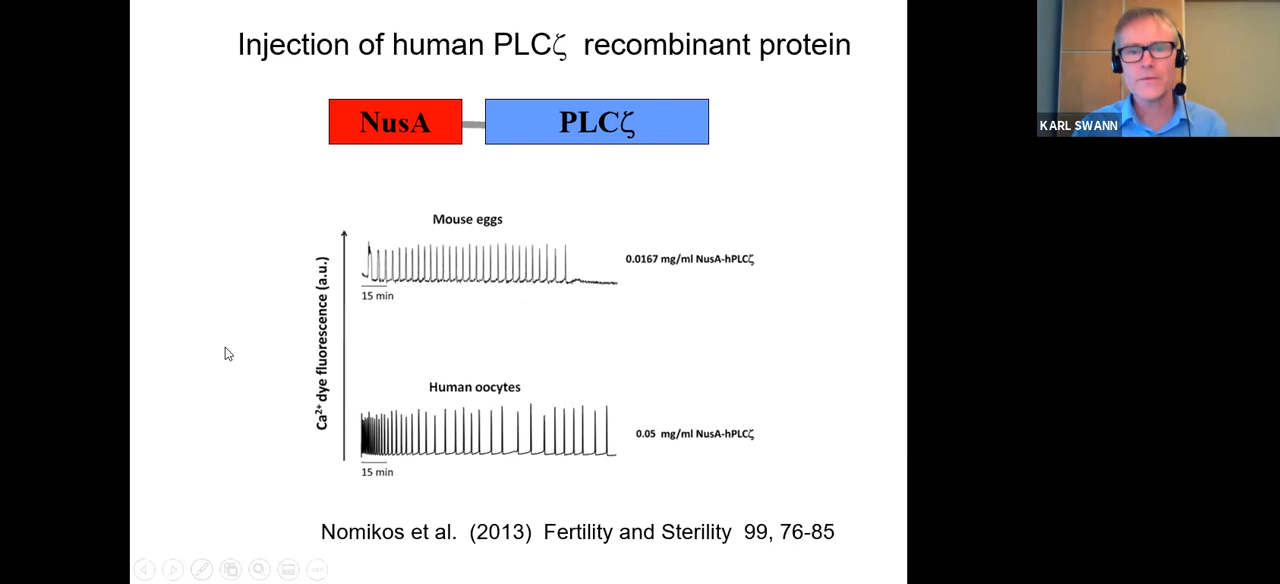 Injection of human PLCζ recombinant protein
NusA
PLCζ
KARL SWANN
Mouse eggs
0.0167 mg/ml NusA-hPLCζ
15 min
Ca2+ dye fluorescence (a.u.)
Human oocytes
0.05 mg/ml NusA-hPLCζ
15 min
Nomikos et al. (2013) Fertility and Sterility 99, 76-85